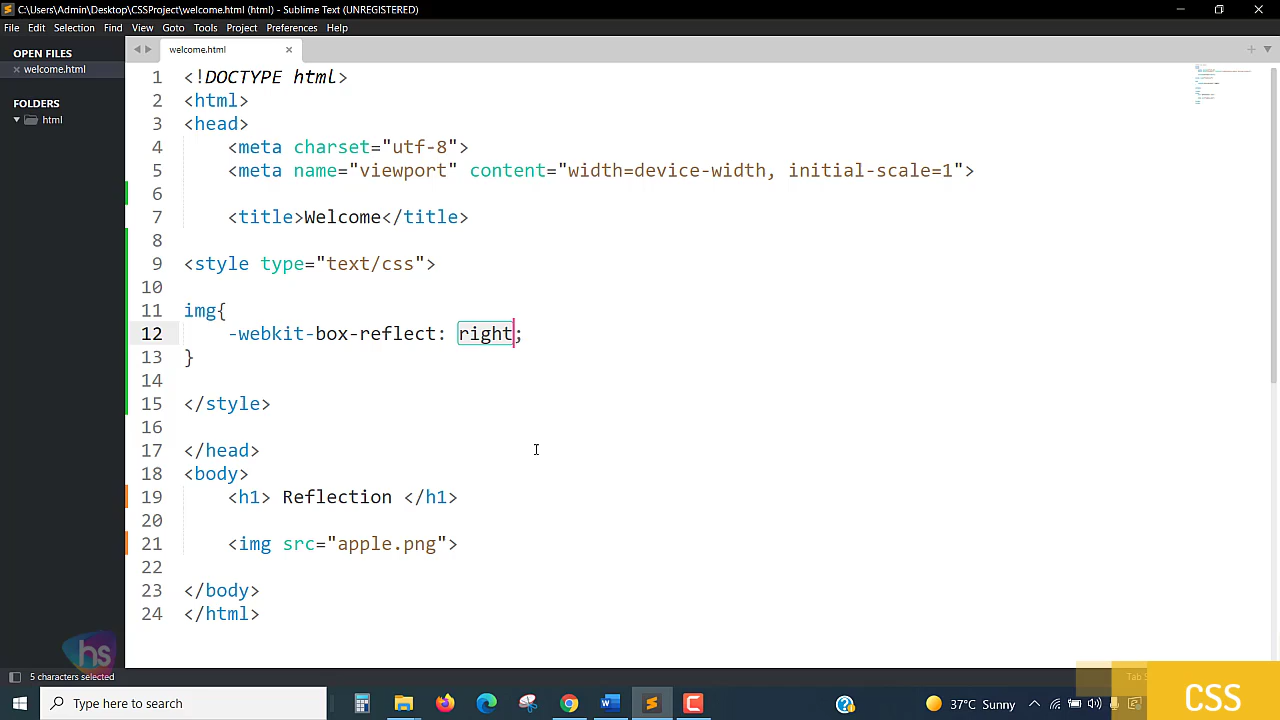 C:\Users\Admin\Desktop\CSSProject\welcome.html (html) - Sublime Text (UNREGISTERED)
File Edit Selection Find View Goto Tools Project Preferences Help
OPEN FILES
welcome.html
FOLDERS
html
welcome.html
1 <!DOCTYPE html>
2 <html>
3 <head>
4 <meta charset="utf-8">
5 <meta name="viewport" content="width=device-width, initial-scale=1">
6
7 <title>Welcome</title>
8
9 <style type="text/css">
10
11 img{
12 -webkit-box-reflect: right;
13 }
14
15 </style>
16
17 </head>
18 <body>
19 <h1> Reflection </h1>
20
21 <img src="apple.png">
22
23 </body>
24 </html>
hs
5 characters selected
Tab S
Type here to search
37°C Sunny
CSS